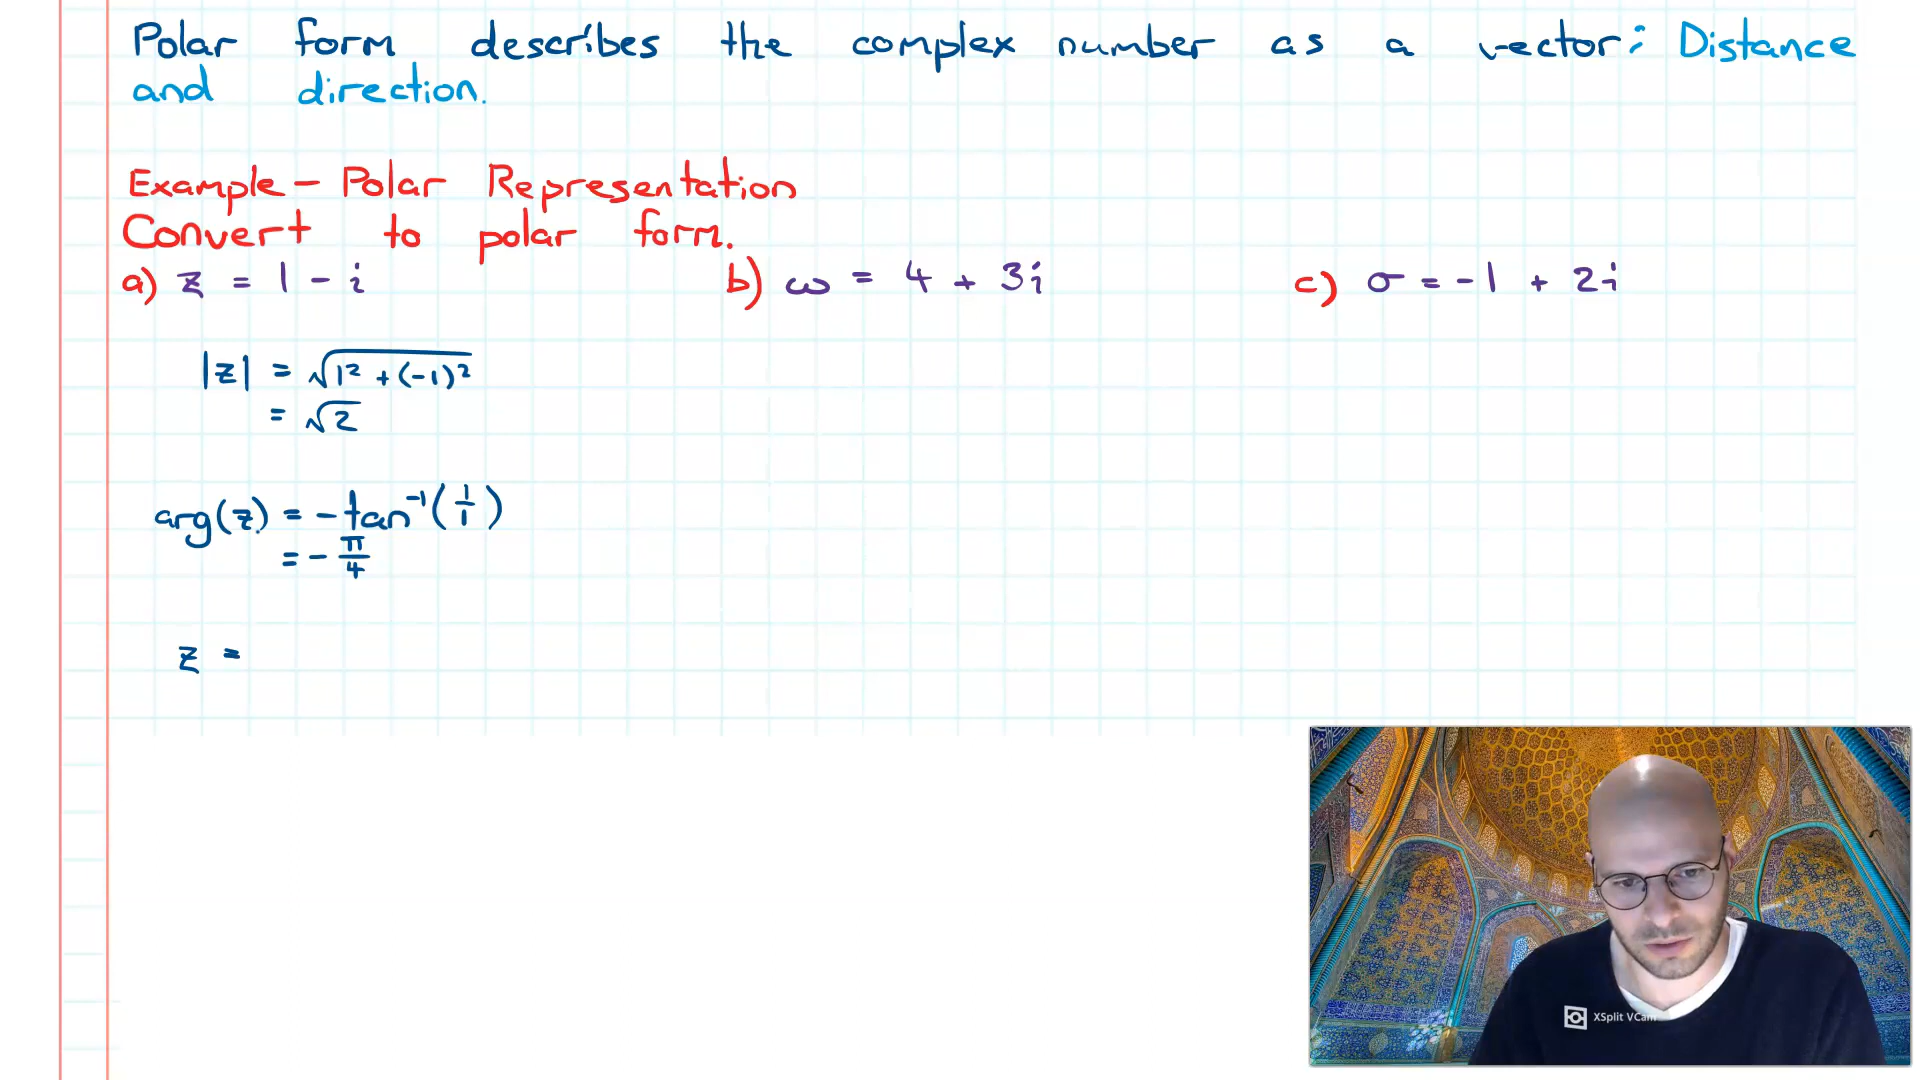 Polar form describes the complex number as a vector: Distance
and direction.
Example - Polar Representation
Convert to polar form.
a) z = 1 - i
b) ω = 4 + 3i
c) σ = -1 + 2i
|z| = √(1² + (-1)²)
= √2
arg(z) = -tan⁻¹(1/1)
= - π/4
z =
XSplit VCam